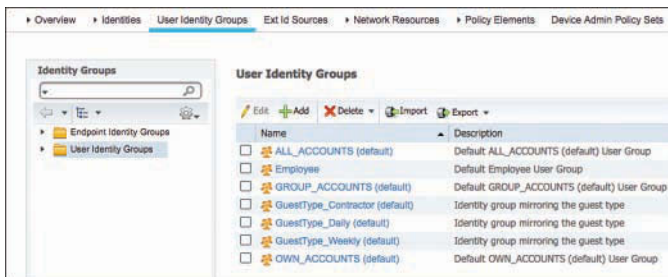 Overview Identities User Identity Groups Ext Id Sources Network Resources Policy Elements Device Admin Policy Sets
Identity Groups
Endpoint Identity Groups
User Identity Groups
User Identity Groups
Edit Add Delete Import Export
Name Description
ALL_ACCOUNTS (default) Default ALL_ACCOUNTS (default) User Group
Employee Default Employee User Group
GROUP_ACCOUNTS (default) Default GROUP_ACCOUNTS (default) User Group
GuestType_Contractor (default) Identity group mirroring the guest type
GuestType_Daily (default) Identity group mirroring the guest type
GuestType_Weekly (default) Identity group mirroring the guest type
OWN_ACCOUNTS (default) Default OWN_ACCOUNTS (default) User Group